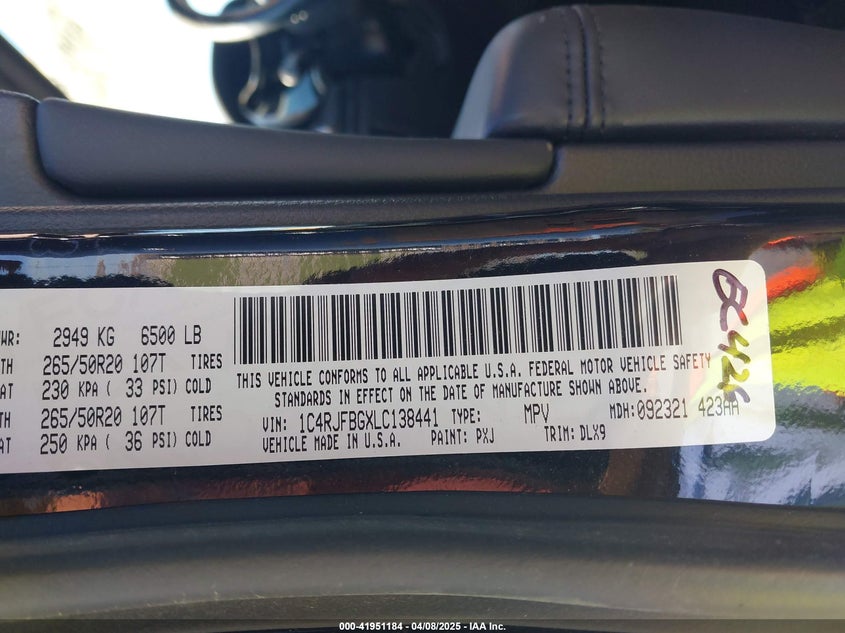 WR: 2949 KG 6500 LB
TH 265/50R20 107T TIRES
AT 230 KPA ( 33 PSI) COLD
TH 265/50R20 107T TIRES
AT 250 KPA ( 36 PSI) COLD
THIS VEHICLE CONFORMS TO ALL APPLICABLE U.S.A. FEDERAL MOTOR VEHICLE SAFETY
STANDARDS IN EFFECT ON THE DATE OF MANUFACTURE SHOWN ABOVE.
VIN: 1C4RJFBGXLC138441 TYPE: MPV MDH:092321 423AA
VEHICLE MADE IN U.S.A. PAINT: PXJ TRIM: DLX9
000-41951184 - 04/08/2025 - IAA Inc.